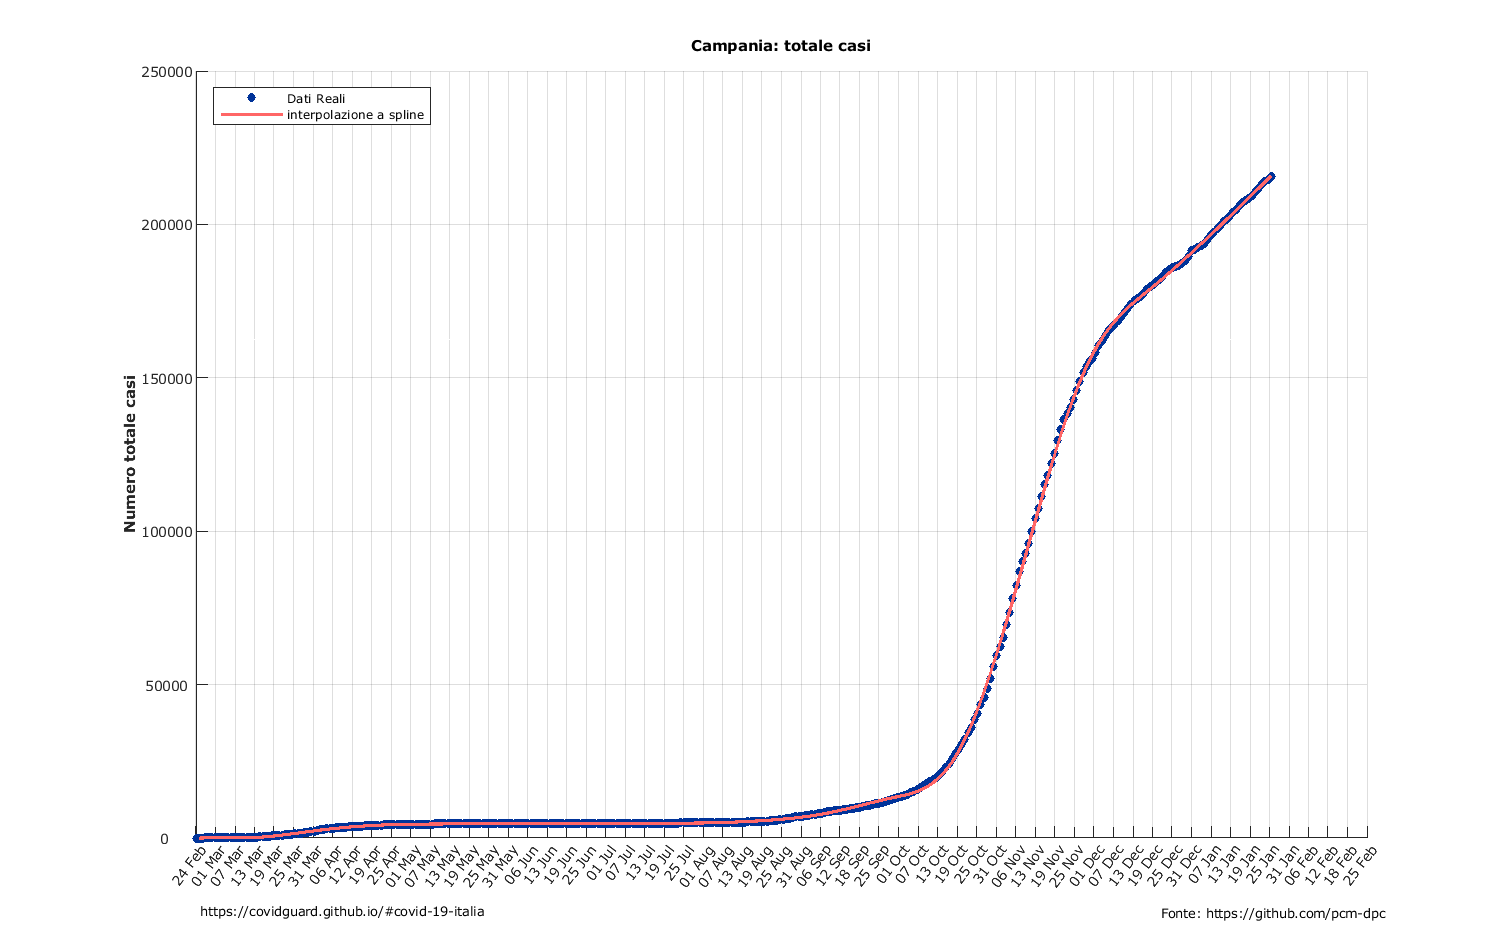 Campania: totale casi
250000
200000
150000
100000
50000
0
Numero totale casi
Dati Reali
interpolazione a spline
24 Feb
01 Mar
07 Mar
13 Mar
19 Mar
25 Mar
31 Mar
06 Apr
12 Apr
19 Apr
25 Apr
01 May
07 May
13 May
19 May
25 May
31 May
06 Jun
13 Jun
19 Jun
25 Jun
01 Jul
07 Jul
13 Jul
19 Jul
25 Jul
01 Aug
07 Aug
13 Aug
19 Aug
25 Aug
31 Aug
06 Sep
12 Sep
18 Sep
25 Sep
01 Oct
07 Oct
13 Oct
19 Oct
25 Oct
31 Oct
06 Nov
13 Nov
19 Nov
25 Nov
01 Dec
07 Dec
13 Dec
19 Dec
25 Dec
31 Dec
07 Jan
13 Jan
19 Jan
25 Jan
31 Jan
06 Feb
12 Feb
18 Feb
25 Feb
https://covidguard.github.io/#covid-19-italia
Fonte: https://github.com/pcm-dpc